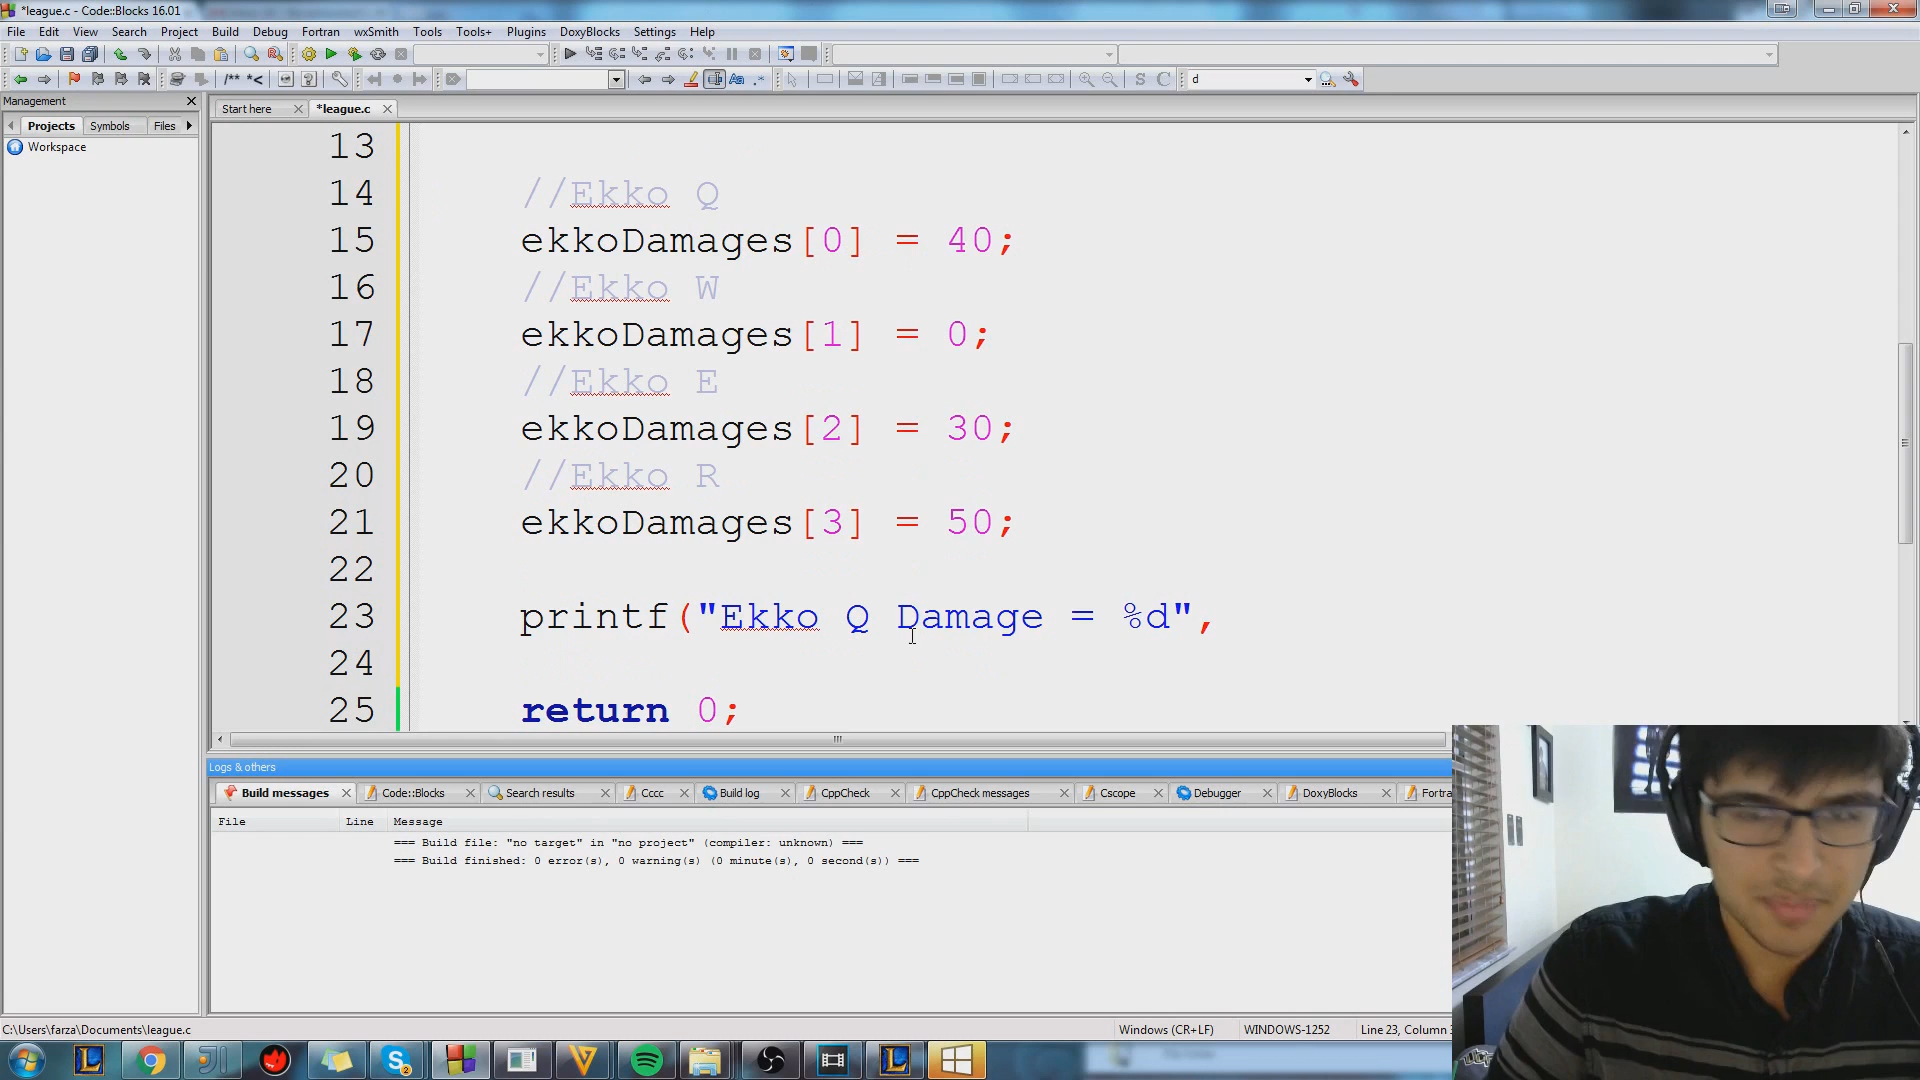 *league.c - Code::Blocks 16.01
File Edit View Search Project Build Debug Fortran wxSmith Tools Tools+ Plugins DoxyBlocks Settings Help
/** *< Aa .* S C d
Management
Start here *league.c
Projects Symbols Files
Workspace
13
14 //Ekko Q
15 ekkoDamages[0] = 40;
16 //Ekko W
17 ekkoDamages[1] = 0;
18 //Ekko E
19 ekkoDamages[2] = 30;
20 //Ekko R
21 ekkoDamages[3] = 50;
22
23 printf("Ekko Q Damage = %d",
24
25 return 0;
Logs & others
Build messages Code::Blocks Search results Cccc Build log CppCheck CppCheck messages Cscope Debugger DoxyBlocks Fortra
File Line Message
=== Build file: "no target" in "no project" (compiler: unknown) ===
=== Build finished: 0 error(s), 0 warning(s) (0 minute(s), 0 second(s)) ===
C:\Users\farza\Documents\league.c Windows (CR+LF) WINDOWS-1252 Line 23, Column